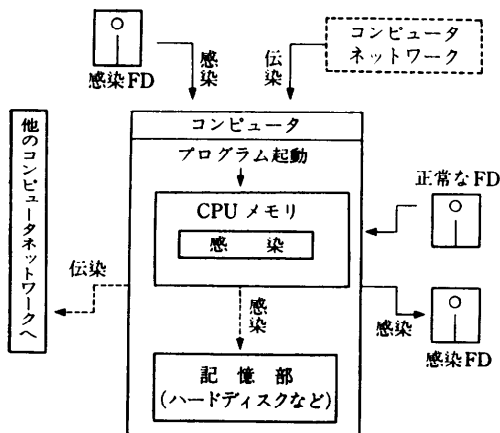 コンピュータ
ネットワーク
感染FD
感染
伝染
コンピュータ
プログラム起動
CPUメモリ
感　染
正常なFD
他のコンピュータネットワークへ
伝染
感染
感染
感染FD
記憶部
(ハードディスクなど)